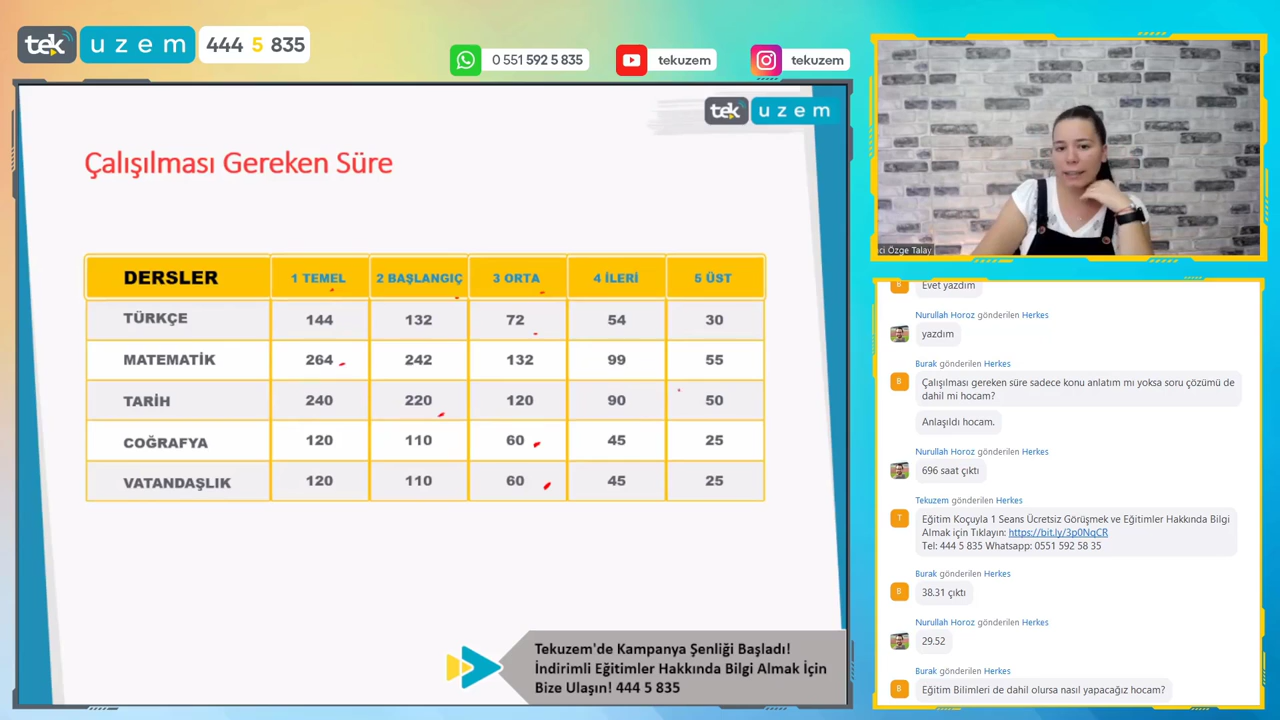 tek uzem 444 5 835
0 551 592 5 835
tekuzem
tekuzem
tek uzem
Çalışılması Gereken Süre
DERSLER 1 TEMEL 2 BAŞLANGIÇ 3 ORTA 4 İLERİ 5 ÜST
TÜRKÇE 144 132 72 54 30
MATEMATİK 264 242 132 99 55
TARİH 240 220 120 90 50
COĞRAFYA 120 110 60 45 25
VATANDAŞLIK 120 110 60 45 25
Tekuzem'de Kampanya Şenliği Başladı!
İndirimli Eğitimler Hakkında Bilgi Almak İçin
Bize Ulaşın! 444 5 835
ci Özge Talay
B
Evet yazdım
Nurullah Horoz gönderilen Herkes
yazdım
Burak gönderilen Herkes
B
Çalışılması gereken süre sadece konu anlatım mı yoksa soru çözümü de
dahil mi hocam?
Anlaşıldı hocam.
Nurullah Horoz gönderilen Herkes
696 saat çıktı
Tekuzem gönderilen Herkes
T
Eğitim Koçuyla 1 Seans Ücretsiz Görüşmek ve Eğitimler Hakkında Bilgi
Almak için Tıklayın: https://bit.ly/3p0NqCR
Tel: 444 5 835 Whatsapp: 0551 592 58 35
Burak gönderilen Herkes
B
38.31 çıktı
Nurullah Horoz gönderilen Herkes
29.52
Burak gönderilen Herkes
B
Eğitim Bilimleri de dahil olursa nasıl yapacağız hocam?